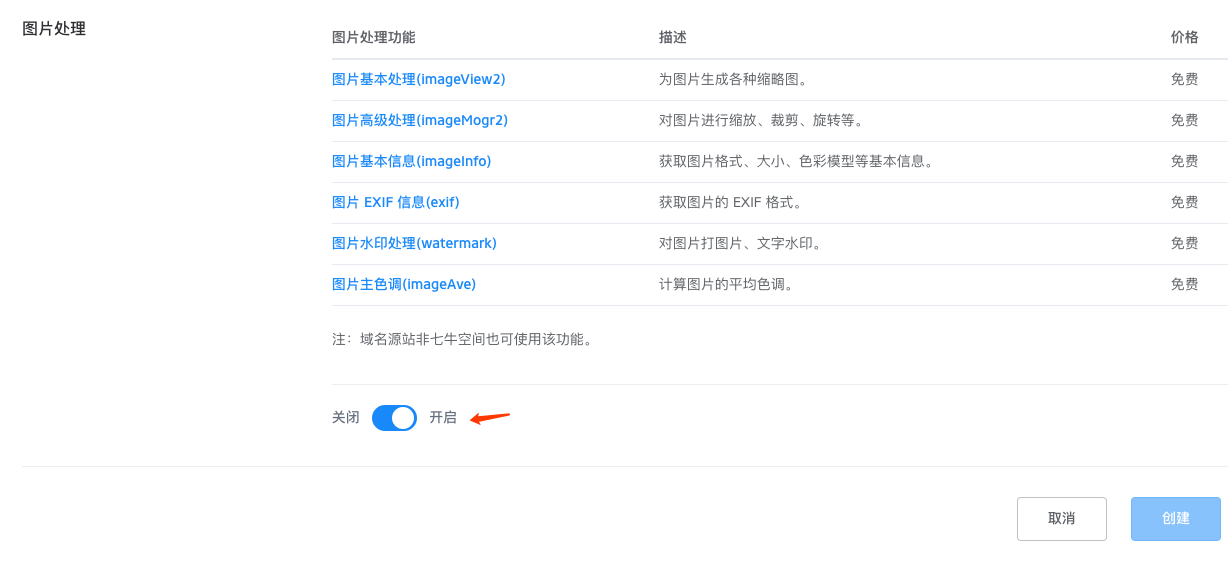 图片处理
图片处理功能 描述 价格
图片基本处理(imageView2) 为图片生成各种缩略图。 免费
图片高级处理(imageMogr2) 对图片进行缩放、裁剪、旋转等。 免费
图片基本信息(imageInfo) 获取图片格式、大小、色彩模型等基本信息。 免费
图片 EXIF 信息(exif) 获取图片的 EXIF 格式。 免费
图片水印处理(watermark) 对图片打图片、文字水印。 免费
图片主色调(imageAve) 计算图片的平均色调。 免费
注：域名源站非七牛空间也可使用该功能。
关闭 开启
取消 创建